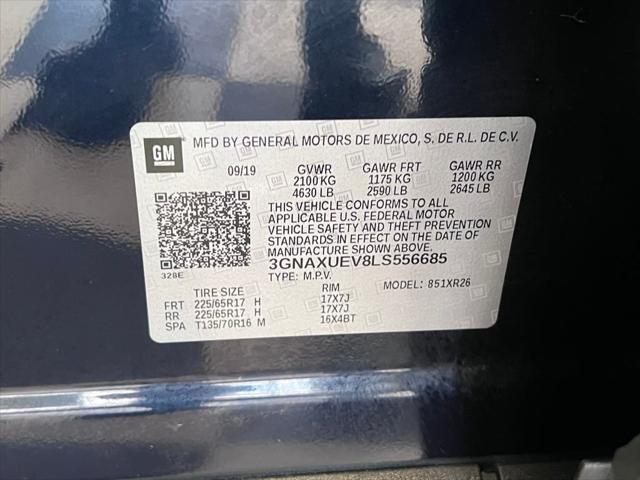 GM
MFD BY GENERAL MOTORS DE MEXICO, S. DE R.L. DE C.V.
09/19 GVWR GAWR FRT GAWR RR
2100 KG 1175 KG 1200 KG
4630 LB 2590 LB 2645 LB
THIS VEHICLE CONFORMS TO ALL
APPLICABLE U.S. FEDERAL MOTOR
VEHICLE SAFETY AND THEFT PREVENTION
STANDARDS IN EFFECT ON THE DATE OF
MANUFACTURE SHOWN ABOVE.
3GNAXUEV8LS556685
328E
TYPE: M.P.V. MODEL: 851XR26
TIRE SIZE RIM
FRT 225/65R17 H 17X7J
RR 225/65R17 H 17X7J
SPA T135/70R16 M 16X4BT